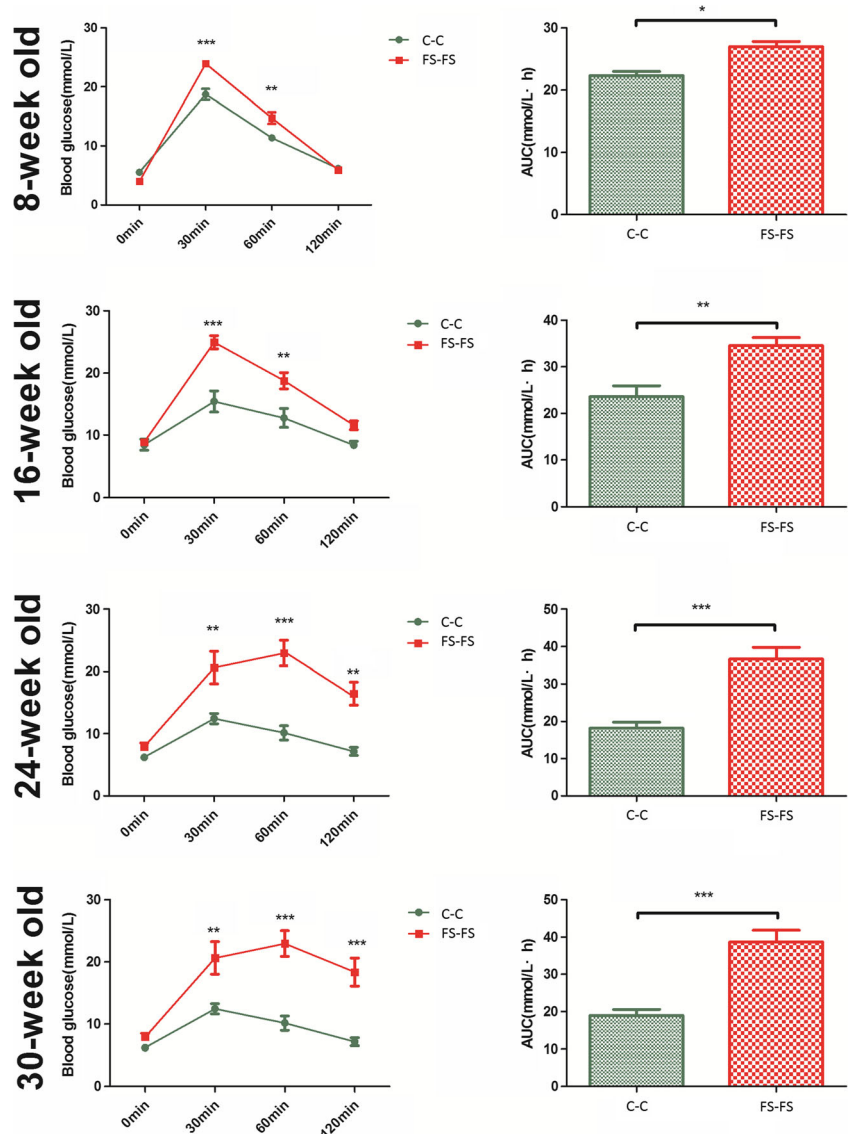 8-week old
Blood glucose(mmol/L)
30
20
10
0
***
**
C-C
FS-FS
0min
30min
60min
120min
AUC(mmol/L· h)
30
20
10
0
*
C-C
FS-FS
16-week old
Blood glucose(mmol/L)
30
20
10
0
***
**
C-C
FS-FS
0min
30min
60min
120min
AUC(mmol/L· h)
40
30
20
10
0
**
C-C
FS-FS
24-week old
Blood glucose(mmol/L)
30
20
10
0
**
***
**
C-C
FS-FS
0min
30min
60min
120min
AUC(mmol/L· h)
50
40
30
20
10
0
***
C-C
FS-FS
30-week old
Blood glucose(mmol/L)
30
20
10
0
**
***
***
C-C
FS-FS
0min
30min
60min
120min
AUC(mmol/L· h)
50
40
30
20
10
0
***
C-C
FS-FS